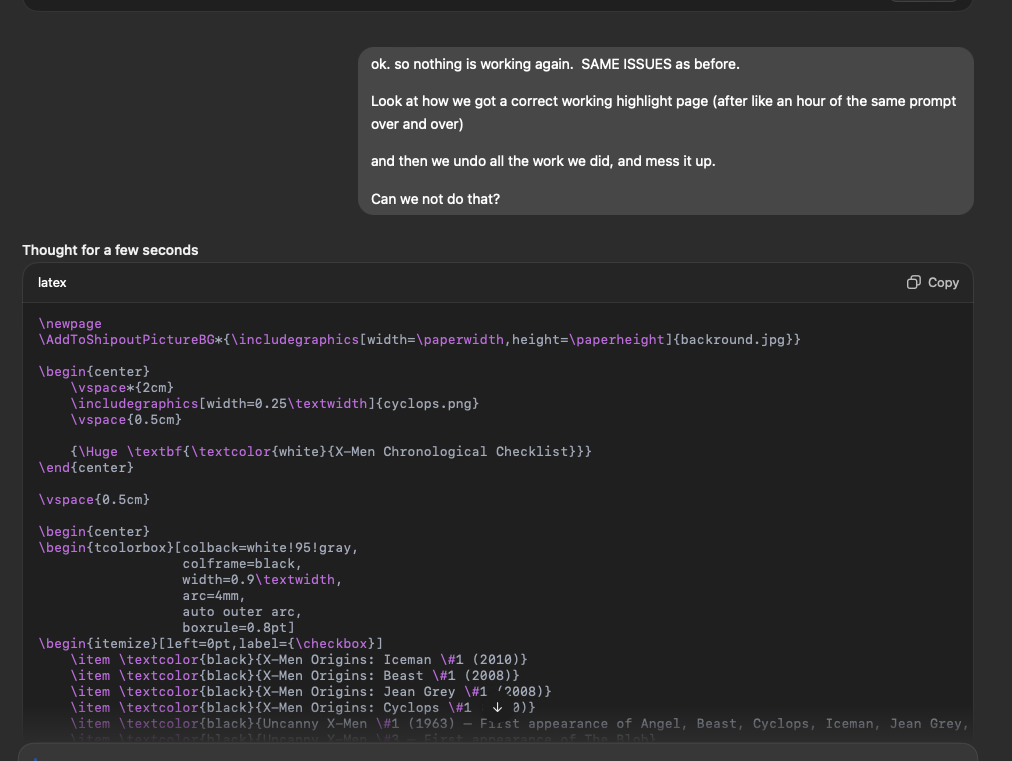 ok. so nothing is working again.  SAME ISSUES as before.
Look at how we got a correct working highlight page (after like an hour of the same prompt
over and over)
and then we undo all the work we did, and mess it up.
Can we not do that?
Thought for a few seconds
latex
Copy
\newpage
\AddToShipoutPictureBG*{\includegraphics[width=\paperwidth,height=\paperheight]{backround.jpg}}
\begin{center}
    \vspace*{2cm}
    \includegraphics[width=0.25\textwidth]{cyclops.png}
    \vspace{0.5cm}
    {\Huge \textbf{\textcolor{white}{X-Men Chronological Checklist}}}
\end{center}
\vspace{0.5cm}
\begin{center}
\begin{tcolorbox}[colback=white!95!gray,
                  colframe=black,
                  width=0.9\textwidth,
                  arc=4mm,
                  auto outer arc,
                  boxrule=0.8pt]
\begin{itemize}[left=0pt,label={\checkbox}]
    \item \textcolor{black}{X-Men Origins: Iceman \#1 (2010)}
    \item \textcolor{black}{X-Men Origins: Beast \#1 (2008)}
    \item \textcolor{black}{X-Men Origins: Jean Grey \#1 (2008)}
    \item \textcolor{black}{X-Men Origins: Cyclops \#1 0)}
    \item \textcolor{black}{Uncanny X-Men \#1 (1963) — First appearance of Angel, Beast, Cyclops, Iceman, Jean Grey,
    \item \textcolor{black}{Uncanny X-Men \#3 — First appearance of The Blob}